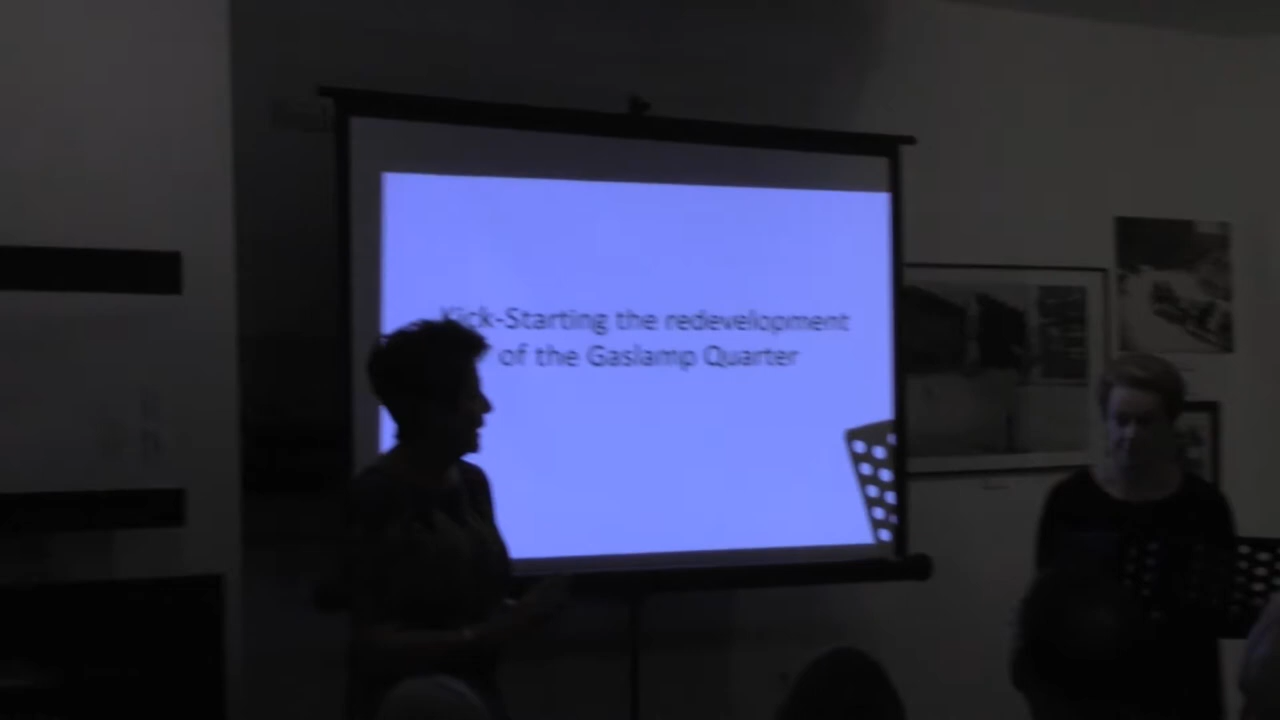 Kick-Starting the redevelopment
of the Gaslamp Quarter